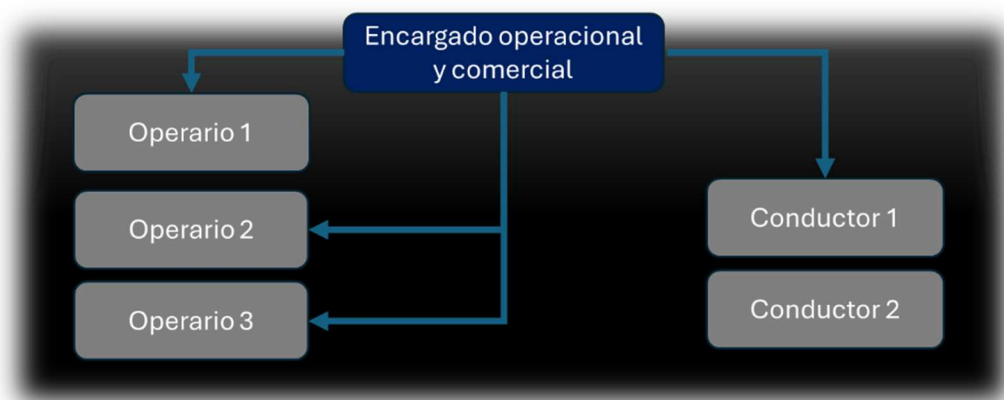 Encargado operacional
y comercial
Operario 1
Operario 2
Operario 3
Conductor 1
Conductor 2